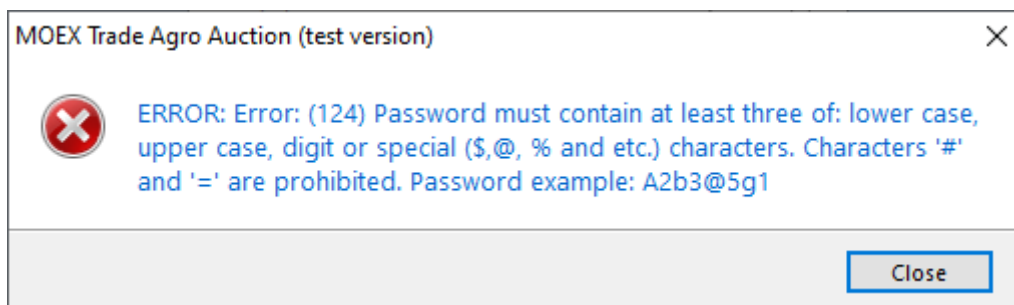 MOEX Trade Agro Auction (test version)
ERROR: Error: (124) Password must contain at least three of: lower case,
upper case, digit or special ($,@, % and etc.) characters. Characters '#'
and '=' are prohibited. Password example: A2b3@5g1
Close